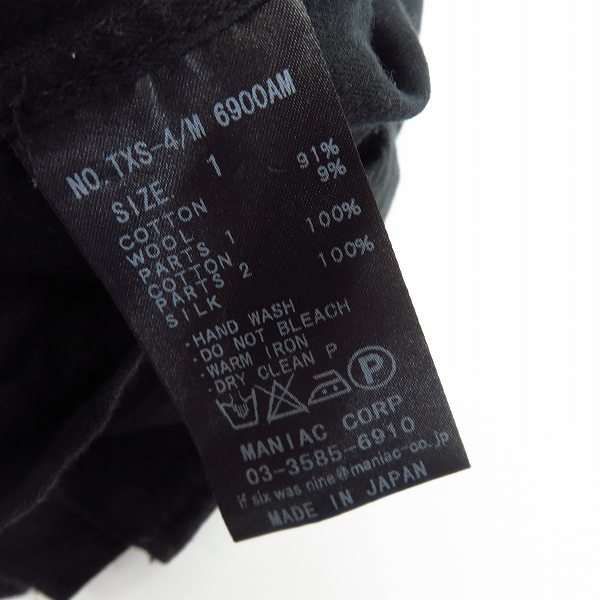 NO. TXS-4/M 6900AM
SIZE 1
COTTON 91%
WOOL 9%
PARTS 1
COTTON 100%
PARTS 2
SILK 100%
·HAND WASH
·DO NOT BLEACH
·WARM IRON
·DRY CLEAN P
P
MANIAC CORP
03-3585-6910
if six was nine@maniac-co.jp
MADE IN JAPAN